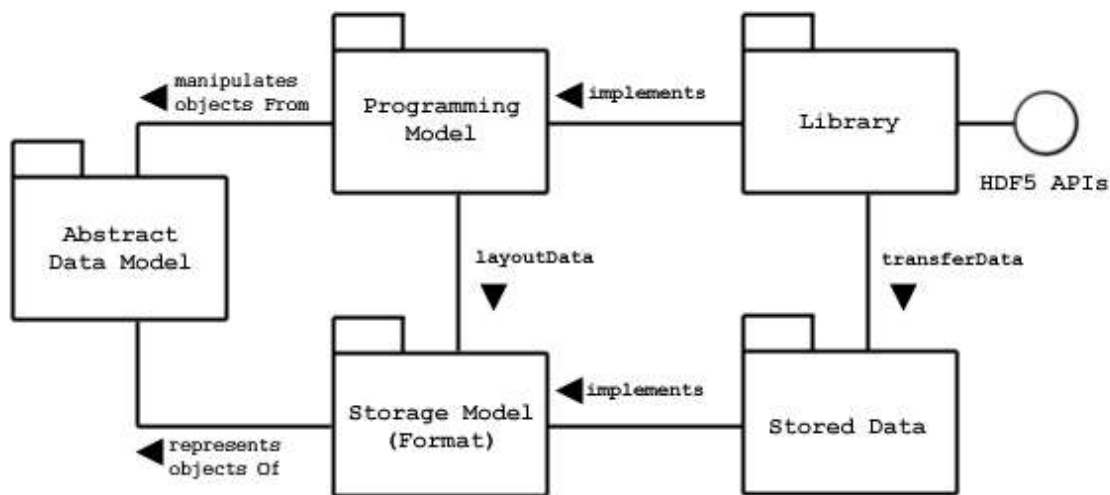 manipulates
objects From
Programming
Model
implements
Library
HDF5 APIs
Abstract
Data Model
layoutData
transferData
Storage Model
(Format)
implements
Stored Data
represents
objects Of